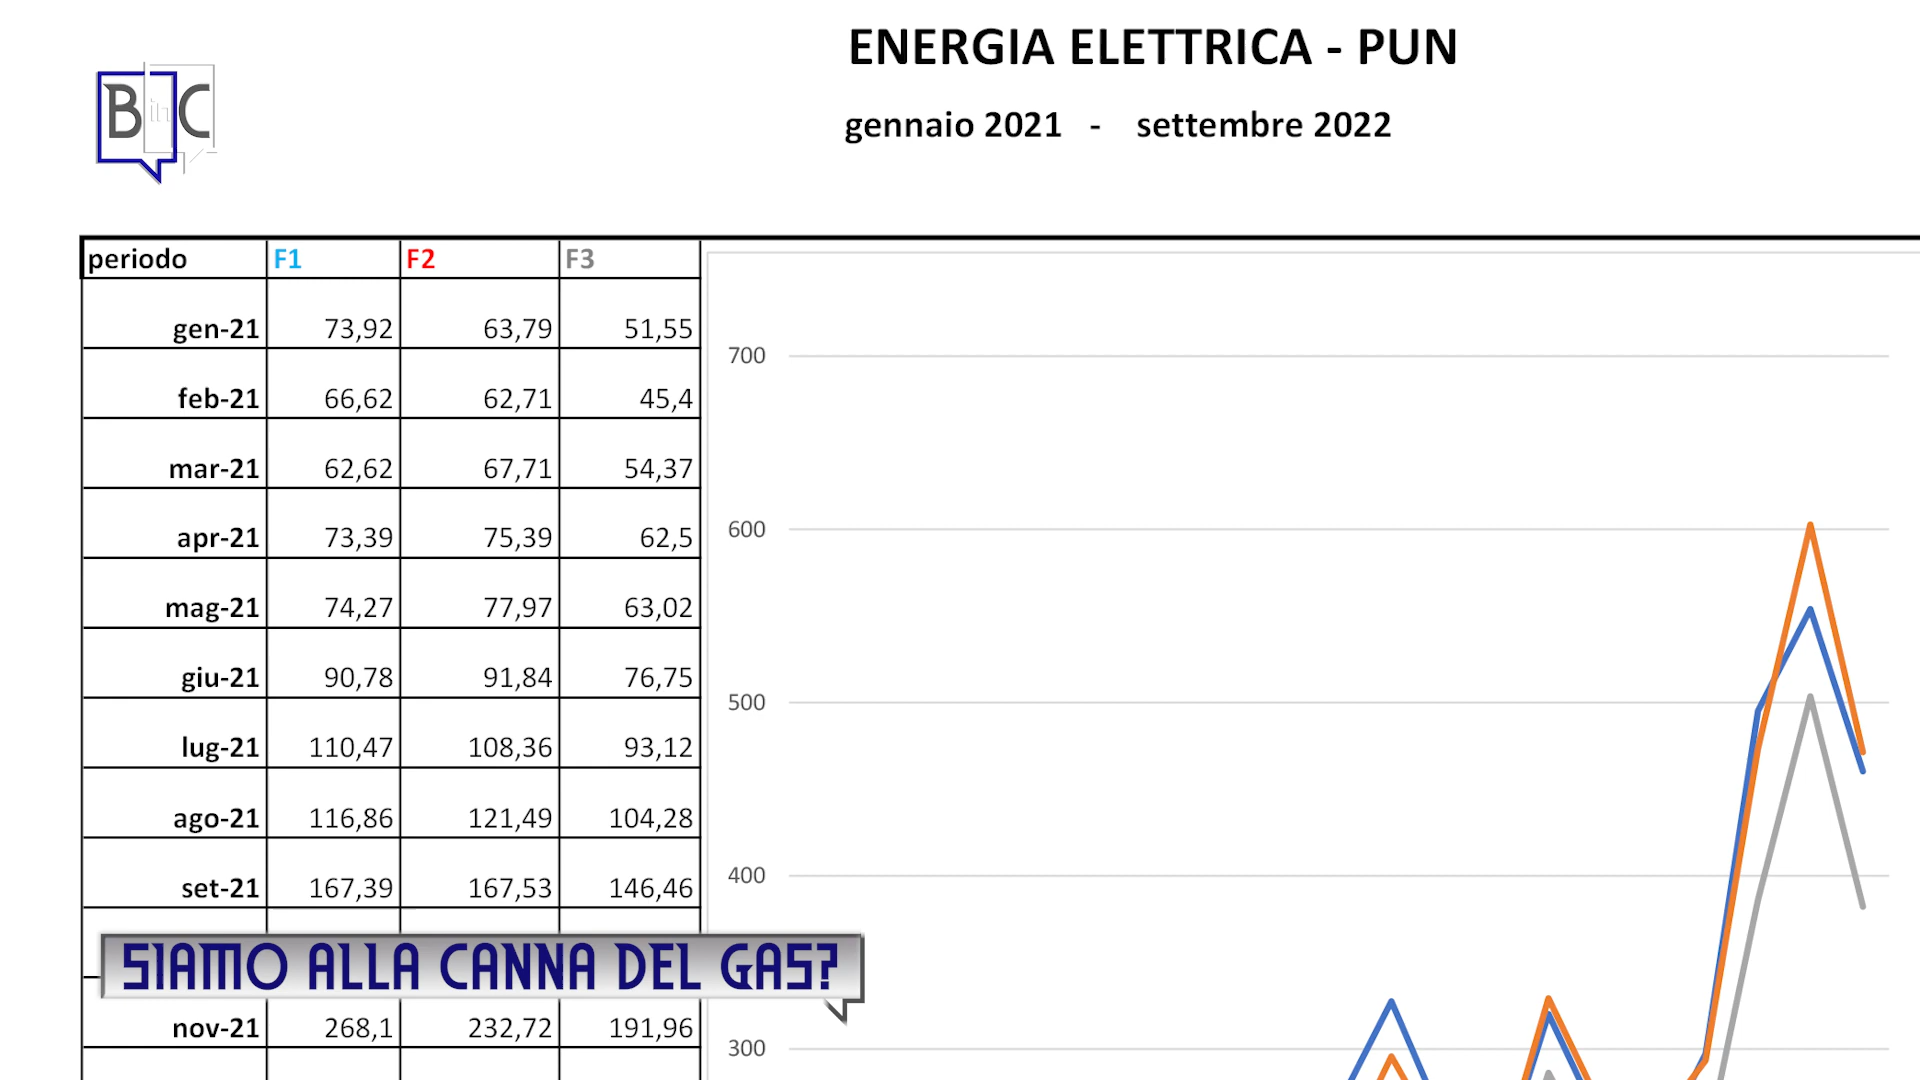 ENERGIA ELETTRICA - PUN
gennaio 2021 - settembre 2022
B in C
periodo F1 F2 F3
gen-21 73,92 63,79 51,55
feb-21 66,62 62,71 45,4
mar-21 62,62 67,71 54,37
apr-21 73,39 75,39 62,5
mag-21 74,27 77,97 63,02
giu-21 90,78 91,84 76,75
lug-21 110,47 108,36 93,12
ago-21 116,86 121,49 104,28
set-21 167,39 167,53 146,46
SIAMO ALLA CANNA DEL GAS?
nov-21 268,1 232,72 191,96
700
600
500
400
300